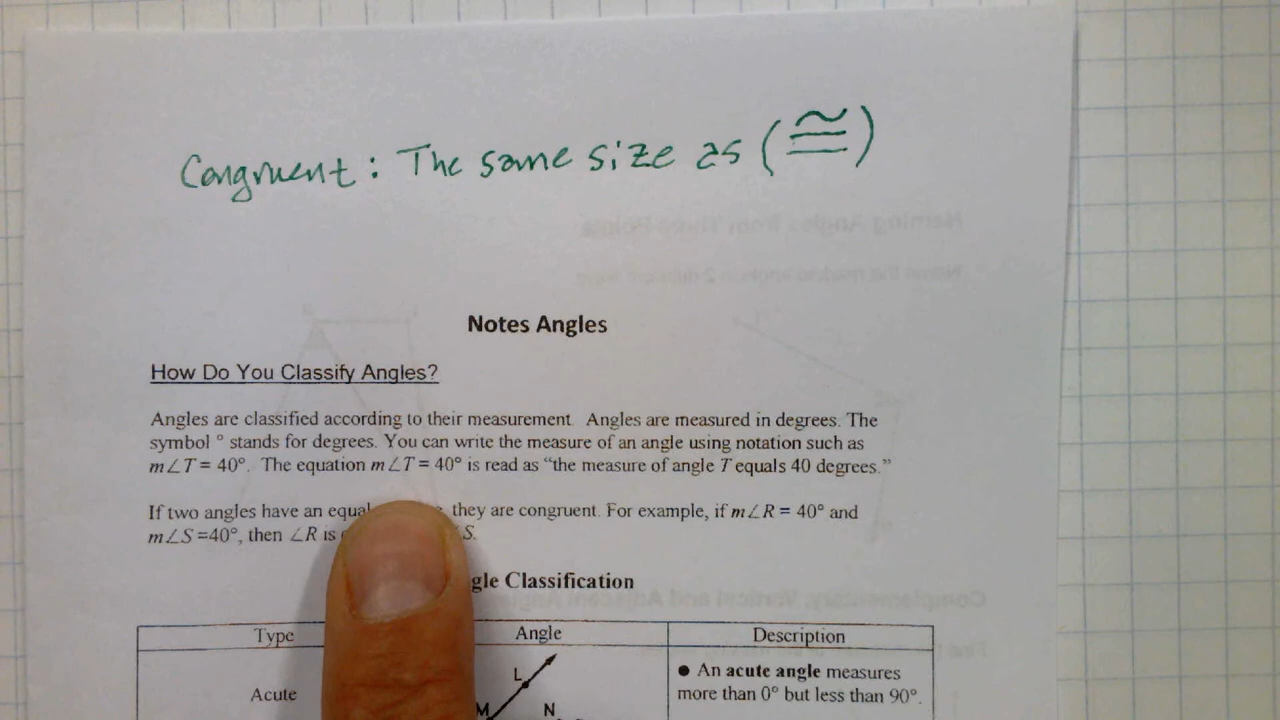 Congruent : The same size as (≅)
Notes Angles
How Do You Classify Angles?
Angles are classified according to their measurement. Angles are measured in degrees. The
symbol ° stands for degrees. You can write the measure of an angle using notation such as
m∠T = 40°. The equation m∠T = 40° is read as “the measure of angle T equals 40 degrees.”
If two angles have an equal they are congruent. For example, if m∠R = 40° and
m∠S =40°, then ∠R is ∠S.
gle Classification
Type Angle Description
Acute L M N
● An acute angle measures
more than 0° but less than 90°.